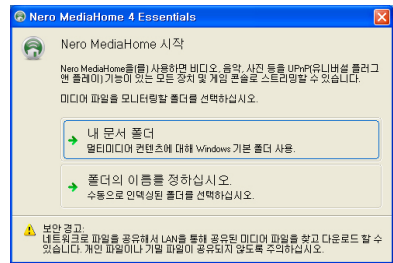 Nero MediaHome 4 Essentials
Nero MediaHome 시작
Nero MediaHome을(를) 사용하면 비디오, 음악, 사진 등을 UPnP(유니버설 플러그
앤 플레이) 기능이 있는 모든 장치 및 게임 콘솔로 스트리밍할 수 있습니다.
미디어 파일을 모니터링할 폴더를 선택하십시오.
내 문서 폴더
멀티미디어 컨텐츠에 대해 Windows 기본 폴더 사용.
폴더의 이름를 정하십시오.
수동으로 인덱싱된 폴더를 선택하십시오.
보안 경고:
네트워크로 파일을 공유해서 LAN을 통해 공유된 미디어 파일을 찾고 다운로드 할 수
있습니다. 개인 파일이나 기밀 파일이 공유되지 않도록 주의하십시오.